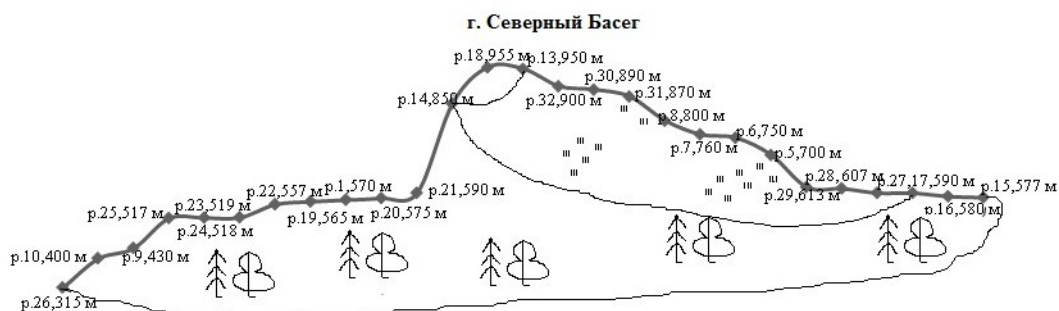 г. Северный Басег
р.18,955 м
р.13,950 м
р.30,890 м
р.14,850 м
р.32,900 м
р.31,870 м
р.8,800 м
р.7,760 м
р.6,750 м
р.5,700 м
р.22,557 м
р.1,570 м
р.21,590 м
р.28,607 м
р.27,17,590 м
р.15,577 м
р.25,517 м
р.23,519 м
р.19,565 м
р.20,575 м
р.29,613 м
р.16,580 м
р.24,518 м
р.10,400 м
р.9,430 м
р.26,315 м